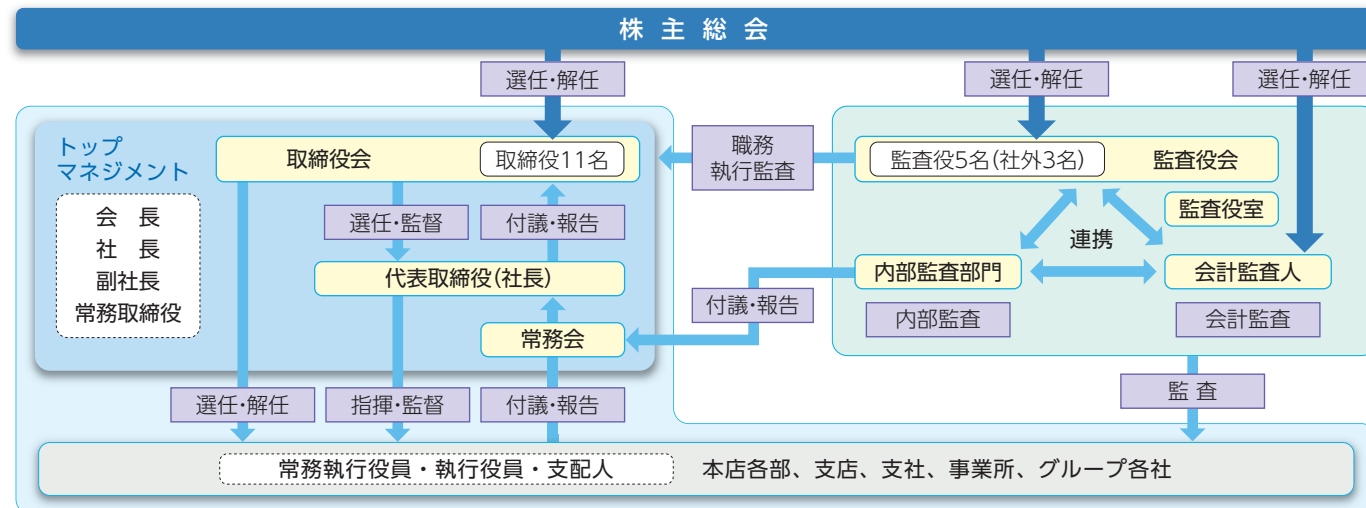 株主総会
選任・解任
選任・解任
選任・解任
トップ
マネジメント
取締役会
取締役11名
職務
執行監査
監査役5名(社外3名)
監査役会
会 長
社 長
副社長
常務取締役
選任・監督
付議・報告
監査役室
連携
代表取締役(社長)
内部監査部門
会計監査人
付議・報告
内部監査
会計監査
常務会
選任・解任
指揮・監督
付議・報告
監 査
常務執行役員・執行役員・支配人
本店各部、支店、支社、事業所、グループ各社